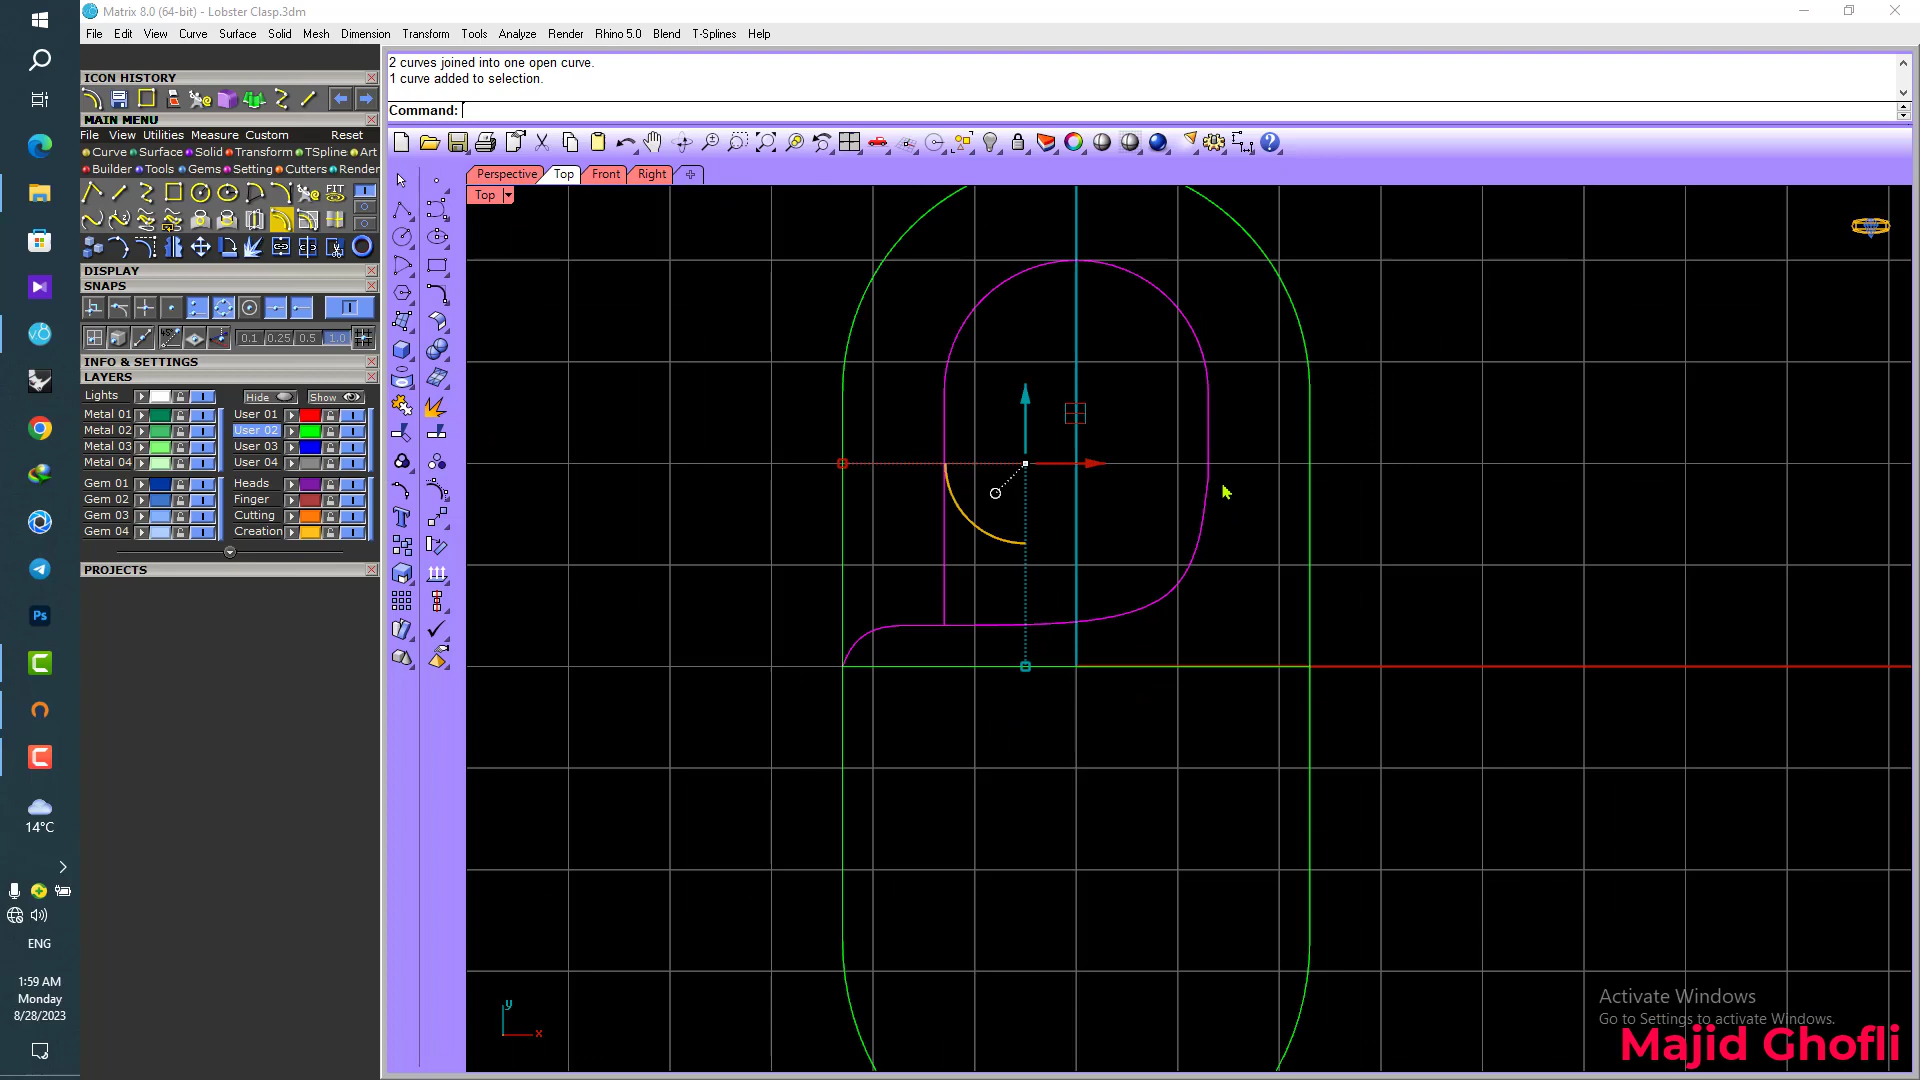 Matrix 8.0 (64-bit) - Lobster Clasp.3dm
File Edit View Curve Surface Solid Mesh Dimension Transform Tools Analyze Render Rhino 5.0 Blend T-Splines Help
ICON HISTORY
MAIN MENU
File View Utilities Measure Custom Reset
Curve Surface Solid Transform TSpline Art
Builder Tools Gems Setting Cutters Render
FIT
DISPLAY
SNAPS
0.1 0.25 0.5 1.0
INFO & SETTINGS
LAYERS
Lights Hide Show
Metal 01 User 01
Metal 02 User 02
Metal 03 User 03
Metal 04 User 04
Gem 01 Heads
Gem 02 Finger
Gem 03 Cutting
Gem 04 Creation
PROJECTS
2 curves joined into one open curve.
1 curve added to selection.
Command:
Perspective Top Front Right
Top
y
x
Ps
14°C
ENG
1:59 AM
Monday
8/28/2023
Activate Windows
Go to Settings to activate Windows.
Majid Ghofli